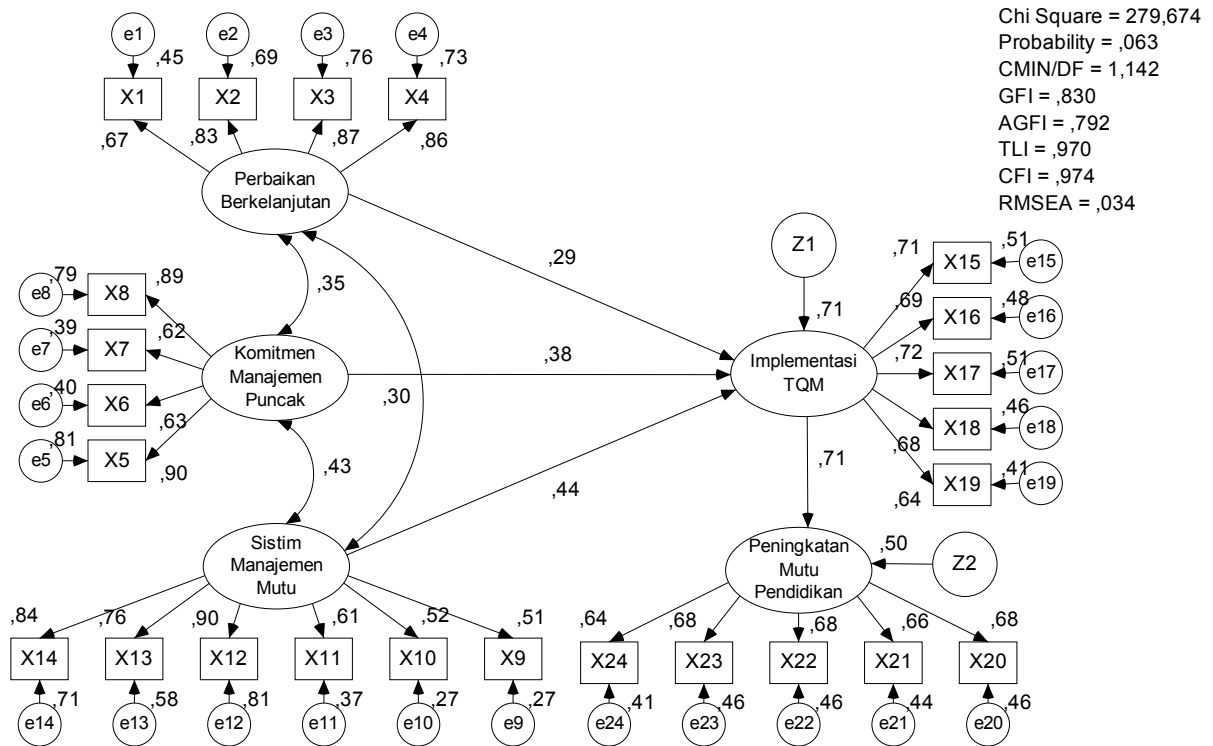 Chi Square = 279,674
Probability = ,063
CMIN/DF = 1,142
GFI = ,830
AGFI = ,792
TLI = ,970
CFI = ,974
RMSEA = ,034
e1 e2 e3 e4
,45 ,69 ,76 ,73
X1 X2 X3 X4
,67 ,83 ,87 ,86
Perbaikan
Berkelanjutan
,29
,35
e8 ,79 X8 ,89
e7 ,39 X7 ,62
e6 ,40 X6 ,63
e5 ,81 X5 ,90
Komitmen
Manajemen
Puncak
,38
,30
,43
,44
Z1
,71
Implementasi
TQM
,71 X15 ,51 e15
,69 X16 ,48 e16
,72 X17 ,51 e17
,68 X18 ,46 e18
,64 X19 ,41 e19
,71
Sistim
Manajemen
Mutu
,84 ,76 ,90 ,61 ,52 ,51
X14 X13 X12 X11 X10 X9
,71 ,58 ,81 ,37 ,27 ,27
e14 e13 e12 e11 e10 e9
Peningkatan
Mutu
Pendidikan
,50
Z2
,64 ,68 ,68 ,66 ,68
X24 X23 X22 X21 X20
,41 ,46 ,46 ,44 ,46
e24 e23 e22 e21 e20